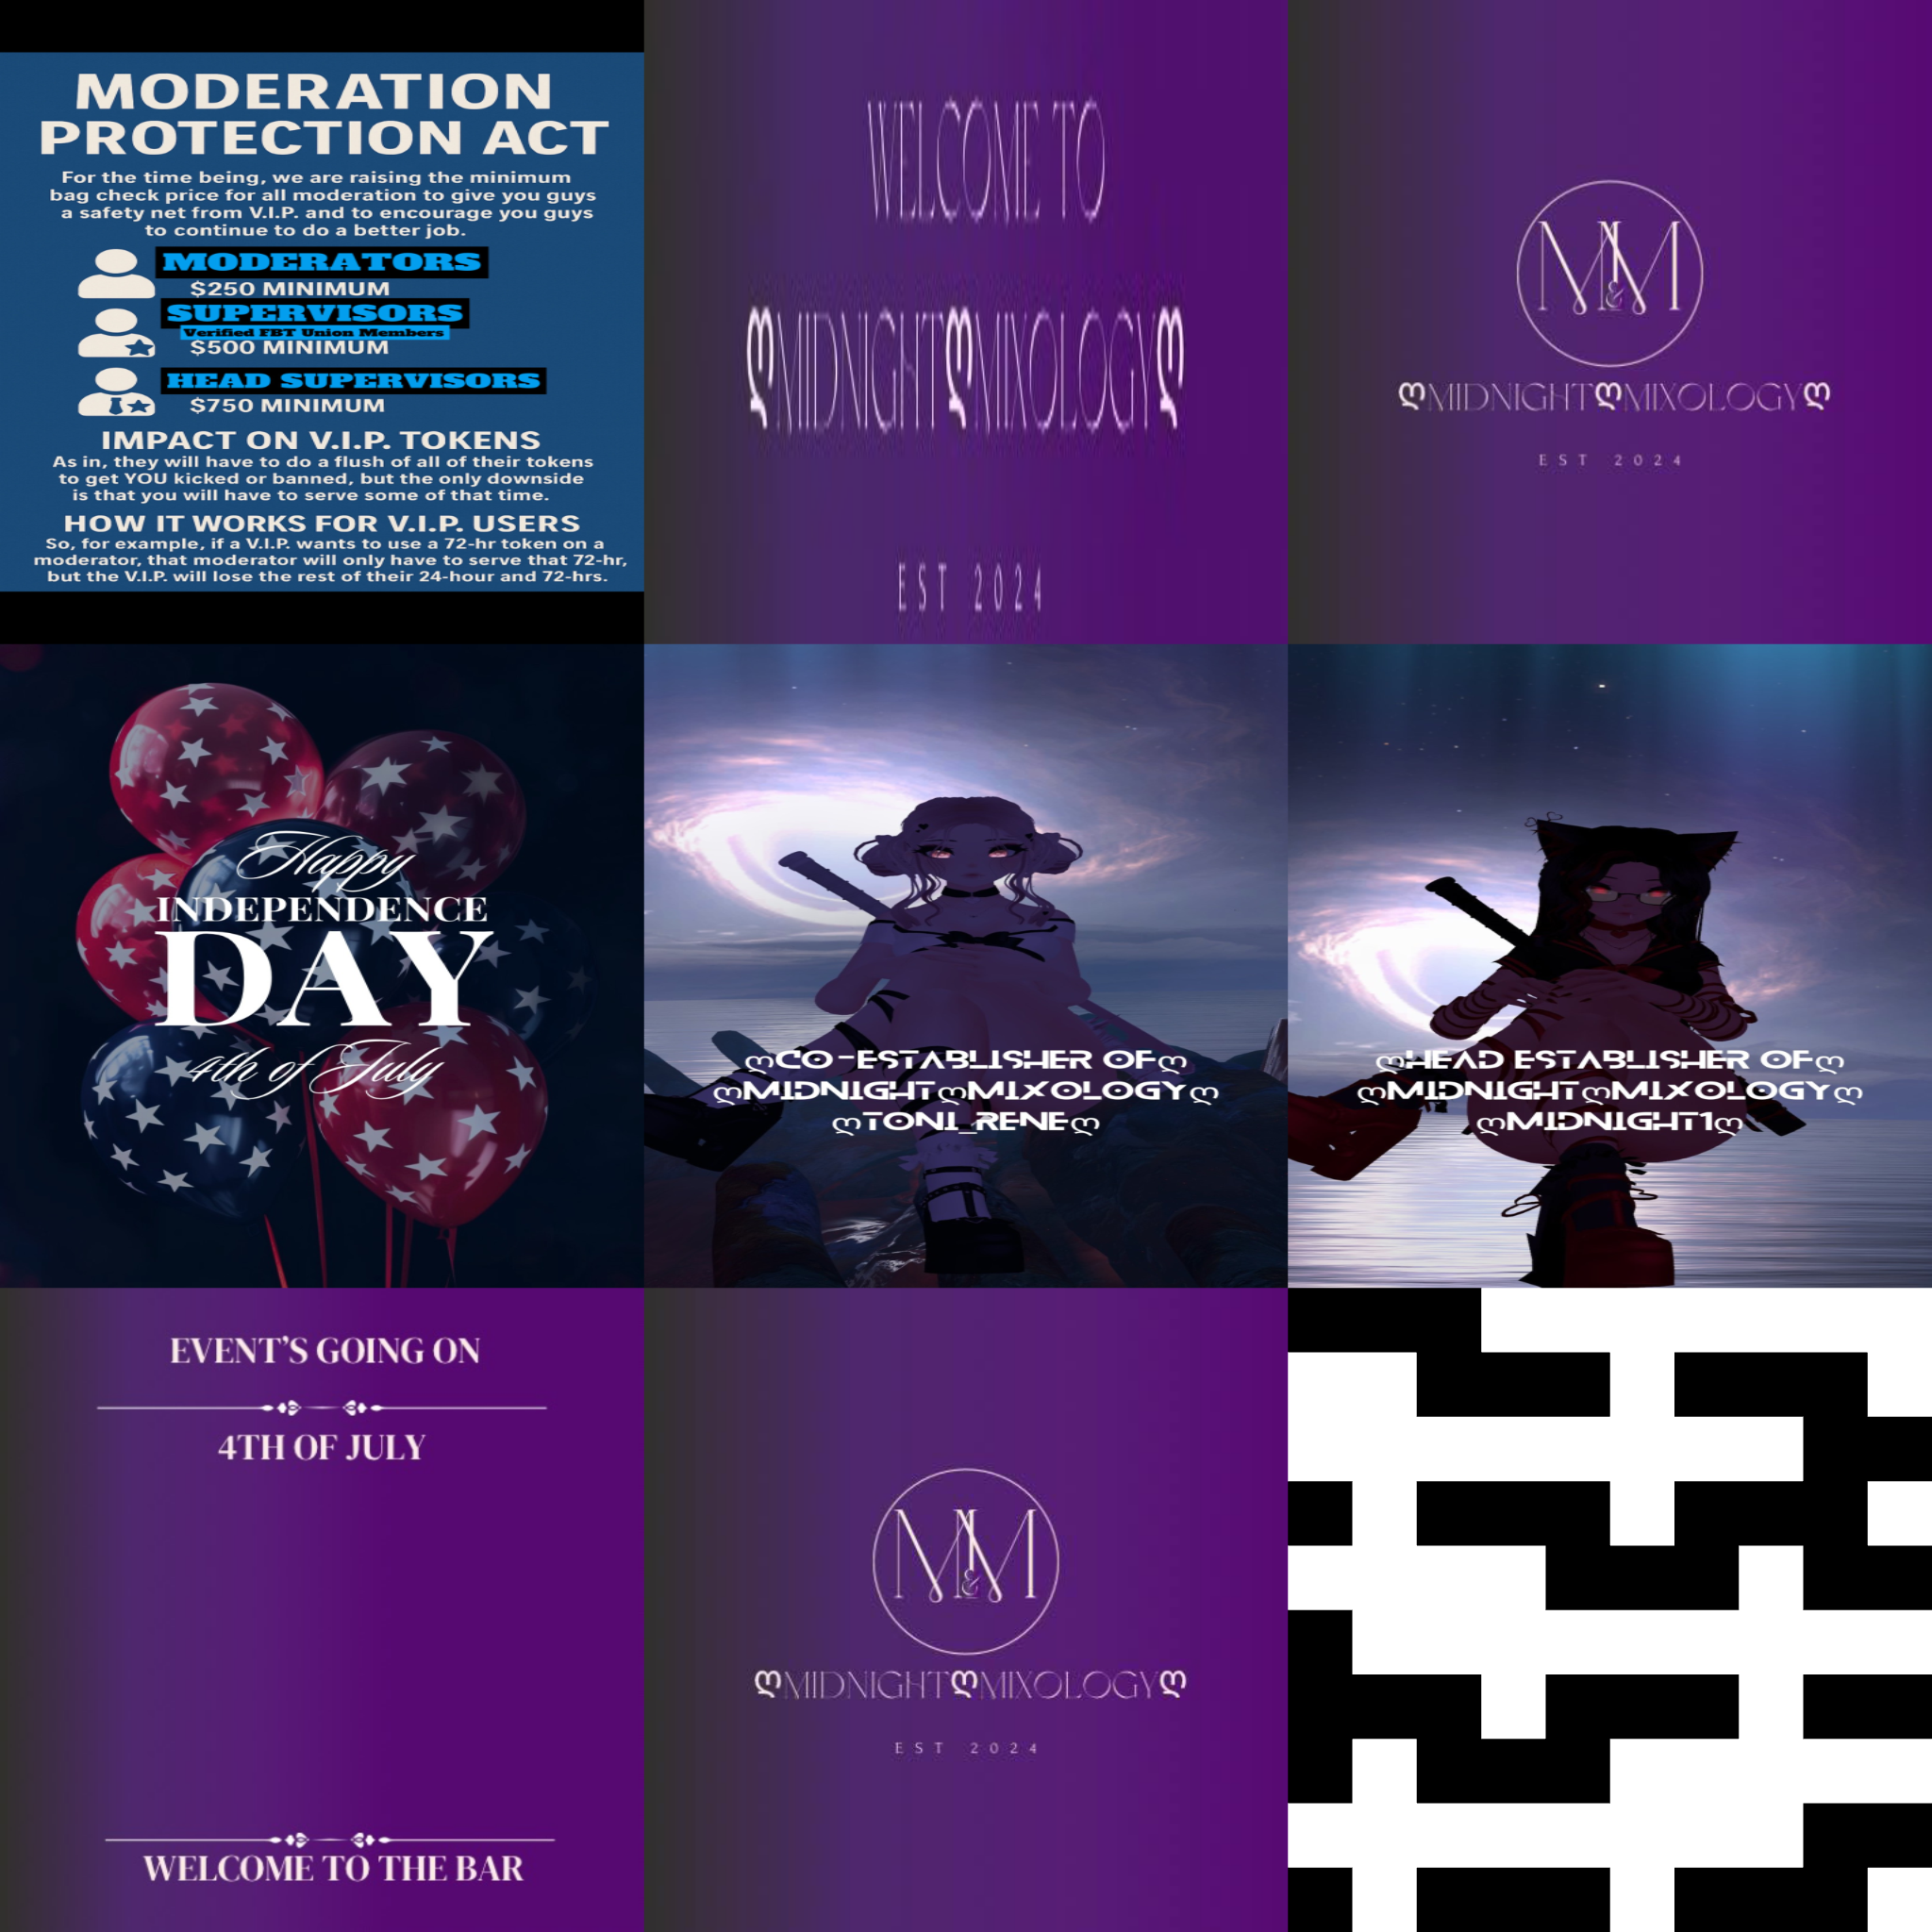 MODERATION
PROTECTION ACT
For the time being, we are raising the minimum
bag check price for all moderation to give you guys
a safety net from V.I.P. and to encourage you guys
to continue to do a better job.
MODERATORS
$250 MINIMUM
SUPERVISORS
Verified FBT Union Members
$500 MINIMUM
HEAD SUPERVISORS
$750 MINIMUM
IMPACT ON V.I.P. TOKENS
As in, they will have to do a flush of all of their tokens
to get YOU kicked or banned, but the only downside
is that you will have to serve some of that time.
HOW IT WORKS FOR V.I.P. USERS
So, for example, if a V.I.P. wants to use a 72-hr token on a
moderator, that moderator will only have to serve that 72-hr,
but the V.I.P. will lose the rest of their 24-hour and 72-hrs.
WELCOME TO
ღMIDNIGHTღMIXOLOGYღ
EST 2024
M&M
ღMIDNIGHTღMIXOLOGYღ
EST 2024
Happy
INDEPENDENCE
DAY
4th of July
ღCO-ESTABLISHER OFღ
ღMIDNIGHTღMIXOLOGYღ
ღTONI_RENEღ
ღHEAD ESTABLISHER OFღ
ღMIDNIGHTღMIXOLOGYღ
ღMIDNIGHT1ღ
EVENT'S GOING ON
4TH OF JULY
WELCOME TO THE BAR
M&M
ღMIDNIGHTღMIXOLOGYღ
EST 2024